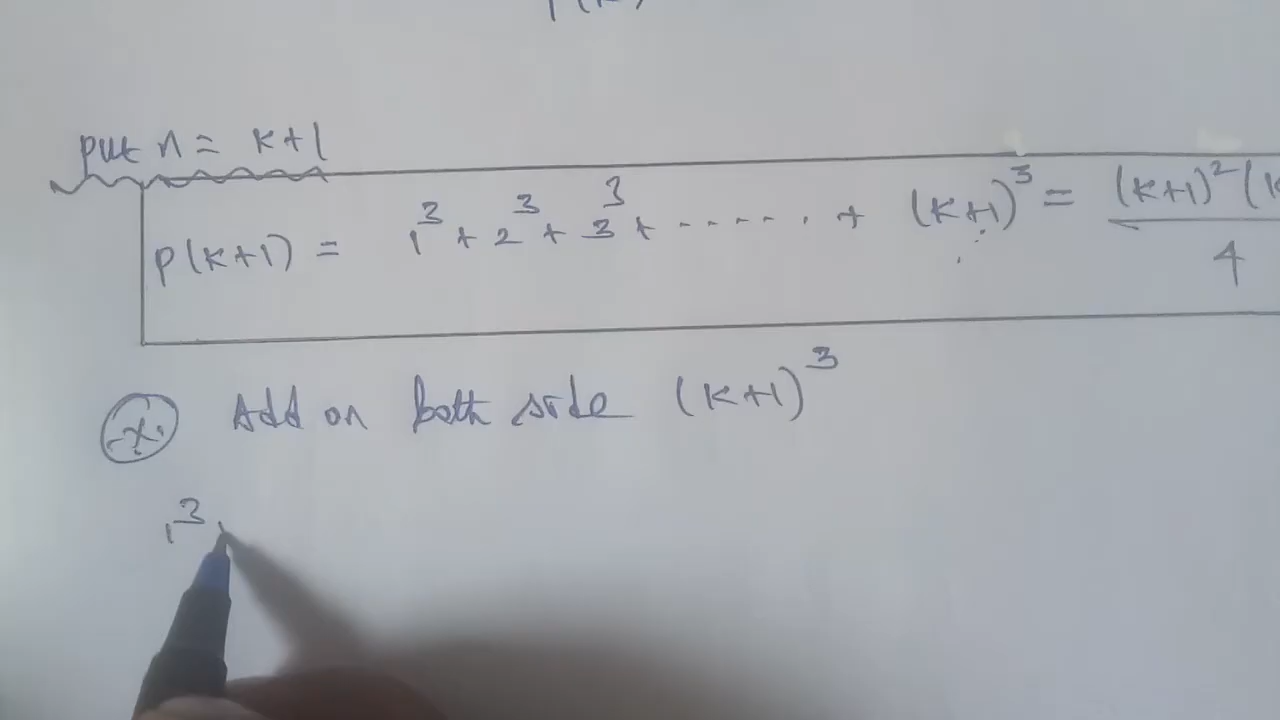 put n = k+1
p(k+1) = 1³ + 2³ + 3³ + ....... + (k+1)³ = (k+1)² ( / 4
Add on both side (k+1)³
1³